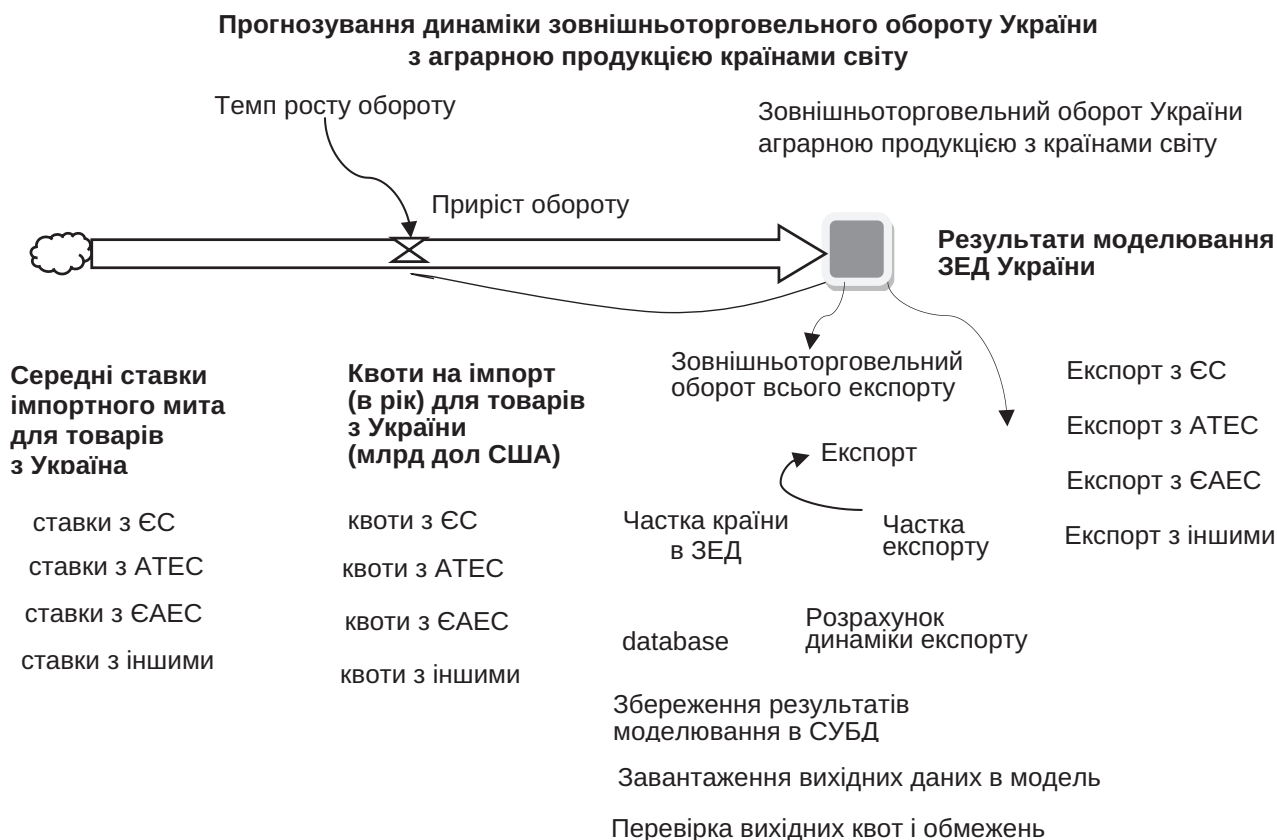 Прогнозування динаміки зовнішньоторговельного обороту України
з аграрною продукцією країнами світу
Темп росту обороту
Зовнішньоторговельний оборот України
аграрною продукцією з країнами світу
Приріст обороту
Результати моделювання
ЗЕД України
Середні ставки
імпортного мита
для товарів
з Україна
ставки з ЄС
ставки з АТЕС
ставки з ЄАЕС
ставки з іншими
Квоти на імпорт
(в рік) для товарів
з України
(млрд дол США)
квоти з ЄС
квоти з АТЕС
квоти з ЄАЕС
квоти з іншими
Зовнішньоторговельний
оборот всього експорту
Експорт
Частка країни
в ЗЕД
Частка
експорту
database
Розрахунок
динаміки експорту
Збереження результатів
моделювання в СУБД
Завантаження вихідних даних в модель
Перевірка вихідних квот і обмежень
Експорт з ЄС
Експорт з АТЕС
Експорт з ЄАЕС
Експорт з іншими